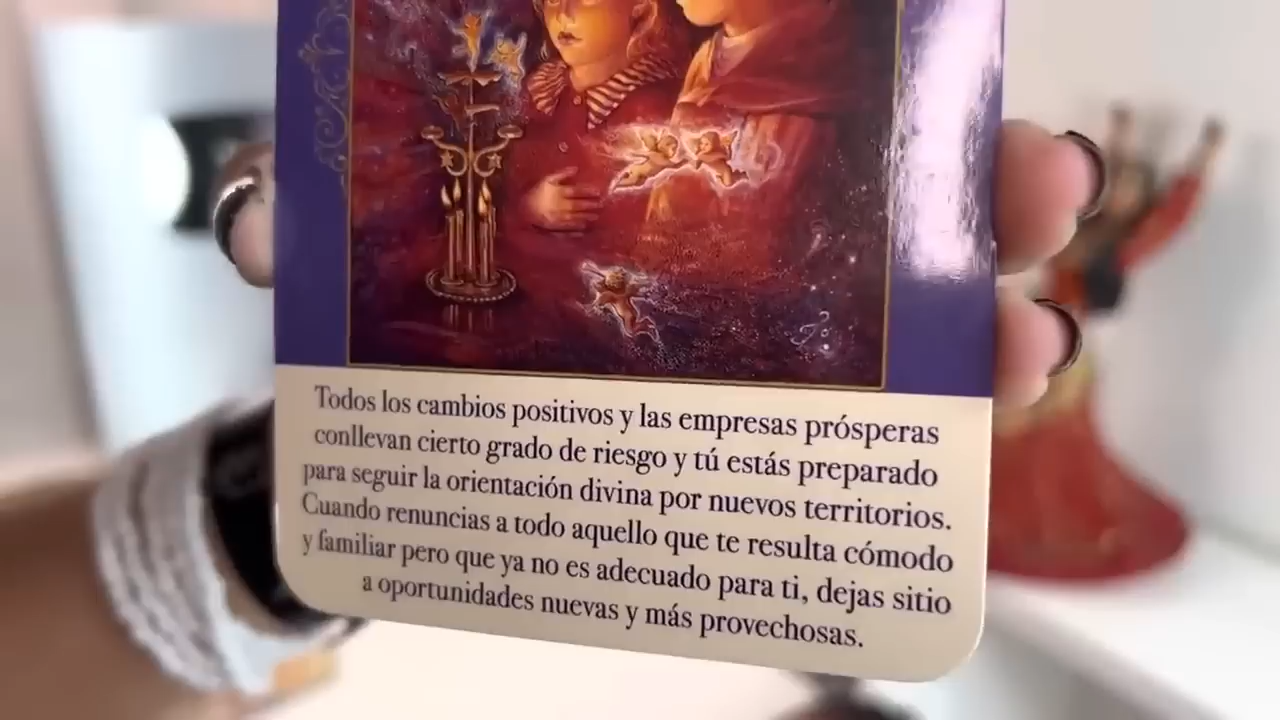 Todos los cambios positivos y las empresas prósperas
conllevan cierto grado de riesgo y tú estás preparado
para seguir la orientación divina por nuevos territorios.
Cuando renuncias a todo aquello que te resulta cómodo
y familiar pero que ya no es adecuado para ti, dejas sitio
a oportunidades nuevas y más provechosas.